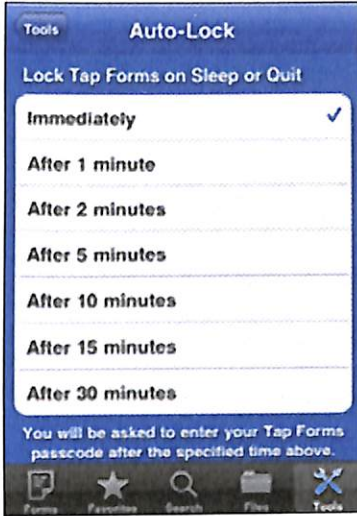 Tools
Auto-Lock
Lock Tap Forms on Sleep or Quit
Immediately
After 1 minute
After 2 minutes
After 5 minutes
After 10 minutes
After 15 minutes
After 30 minutes
You will be asked to enter your Tap Forms
passcode after the specified time above.
Forms Favorites Search Files Tools